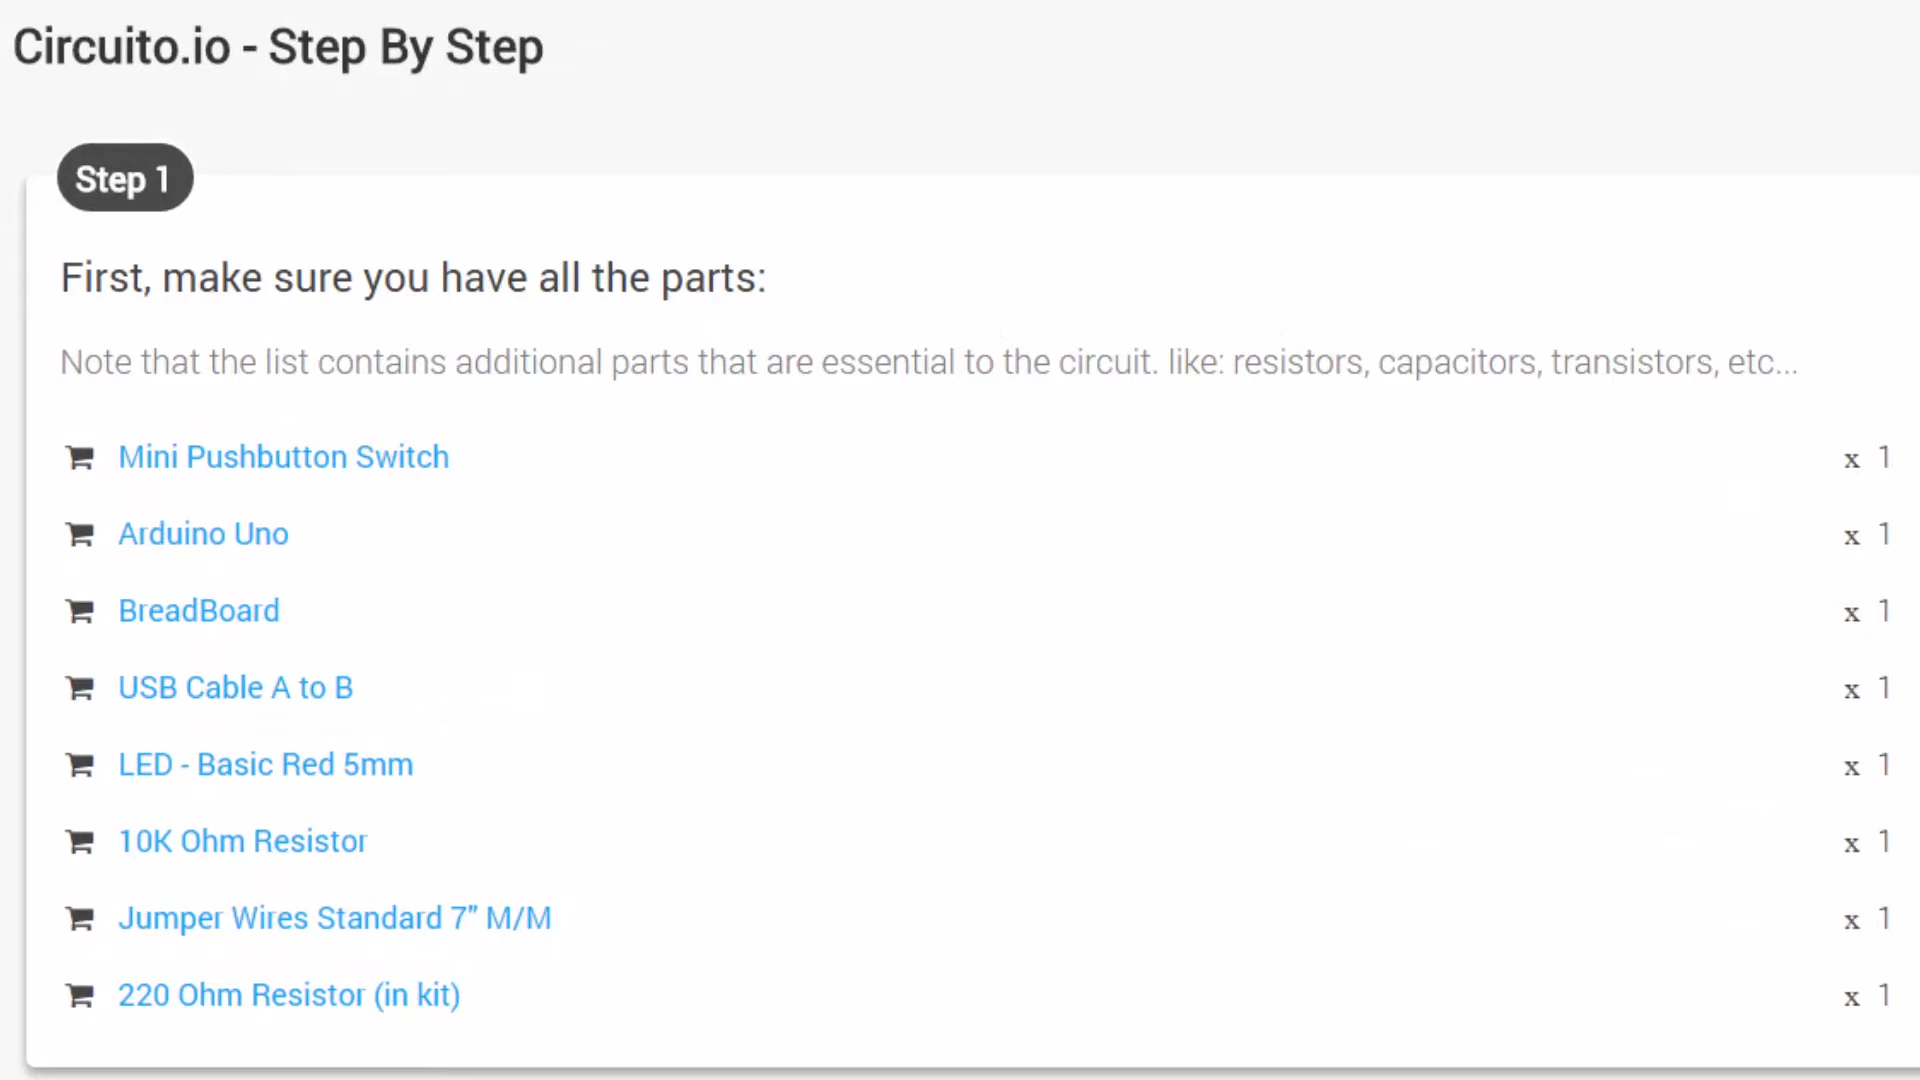 Circuito.io - Step By Step
Step 1
First, make sure you have all the parts:
Note that the list contains additional parts that are essential to the circuit. like: resistors, capacitors, transistors, etc...
Mini Pushbutton Switch x 1
Arduino Uno x 1
BreadBoard x 1
USB Cable A to B x 1
LED - Basic Red 5mm x 1
10K Ohm Resistor x 1
Jumper Wires Standard 7” M/M x 1
220 Ohm Resistor (in kit) x 1